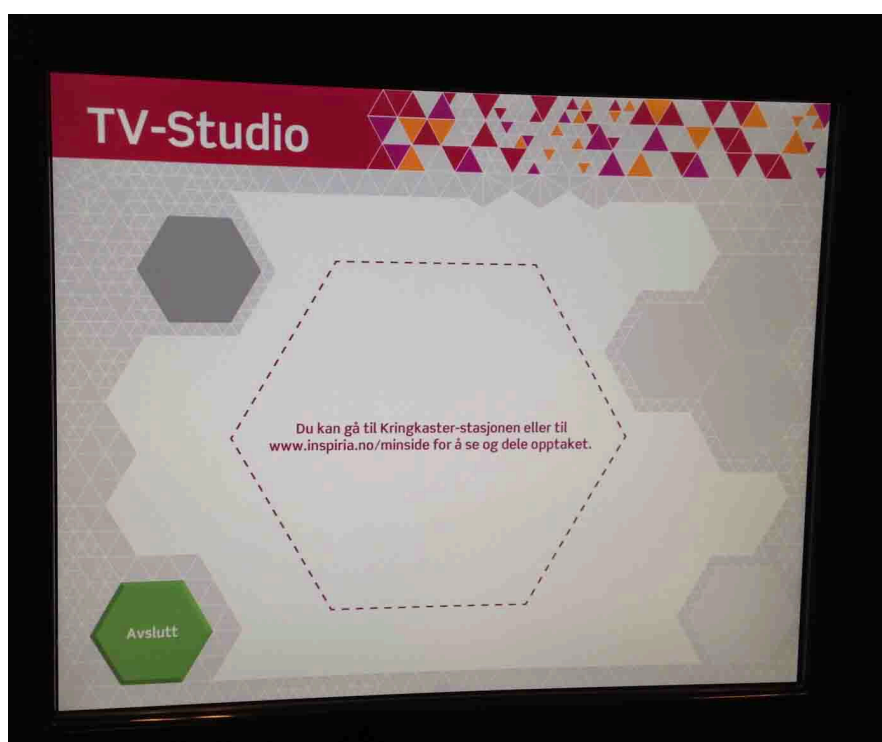 TV-Studio
Du kan gå til Kringkaster-stasjonen eller til
www.inspiria.no/minside for å se og dele opptaket.
Avslutt